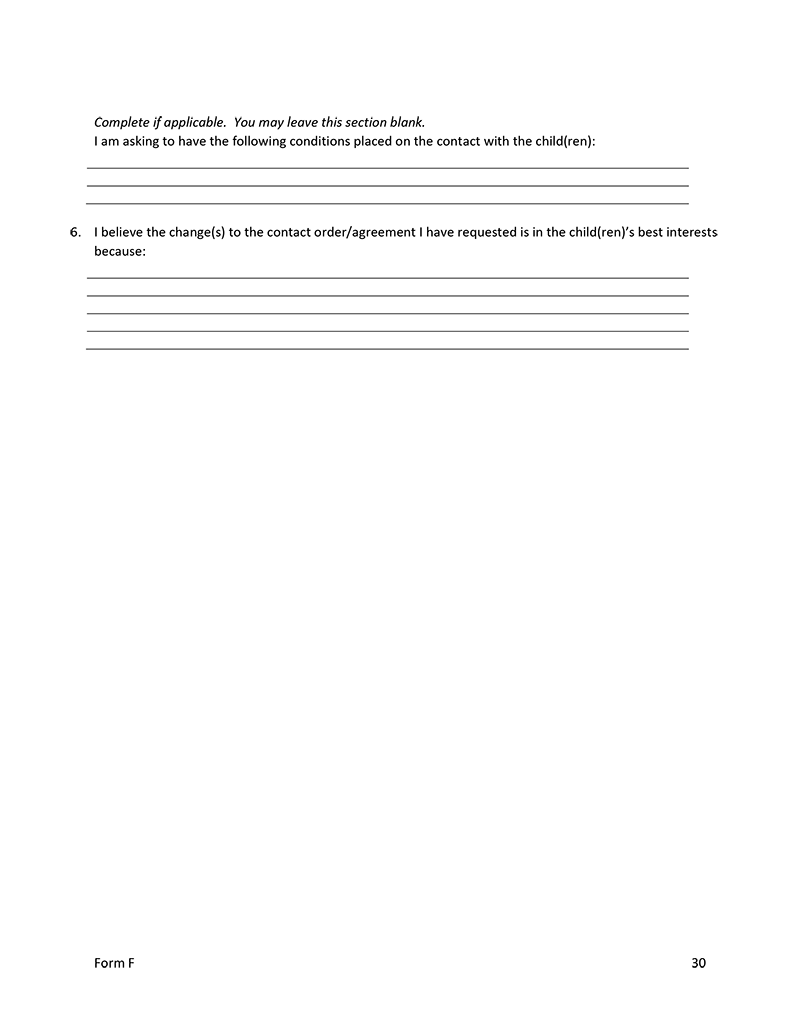 Complete if applicable.  You may leave this section blank.
I am asking to have the following conditions placed on the contact with the child(ren):
6. I believe the change(s) to the contact order/agreement I have requested is in the child(ren)’s best interests
because:
Form F 30